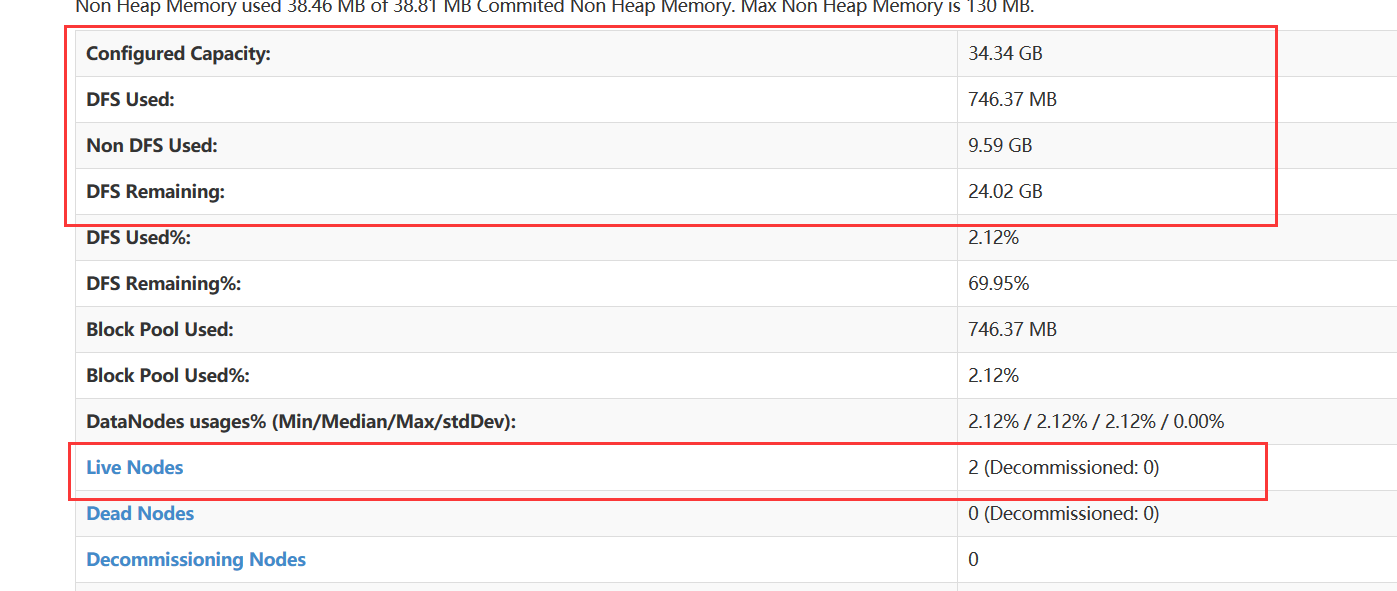 Non Heap Memory used 38.46 MB of 38.81 MB Commited Non Heap Memory. Max Non Heap Memory is 130 MB.
Configured Capacity: 34.34 GB
DFS Used: 746.37 MB
Non DFS Used: 9.59 GB
DFS Remaining: 24.02 GB
DFS Used%: 2.12%
DFS Remaining%: 69.95%
Block Pool Used: 746.37 MB
Block Pool Used%: 2.12%
DataNodes usages% (Min/Median/Max/stdDev): 2.12% / 2.12% / 2.12% / 0.00%
Live Nodes 2 (Decommissioned: 0)
Dead Nodes 0 (Decommissioned: 0)
Decommissioning Nodes 0